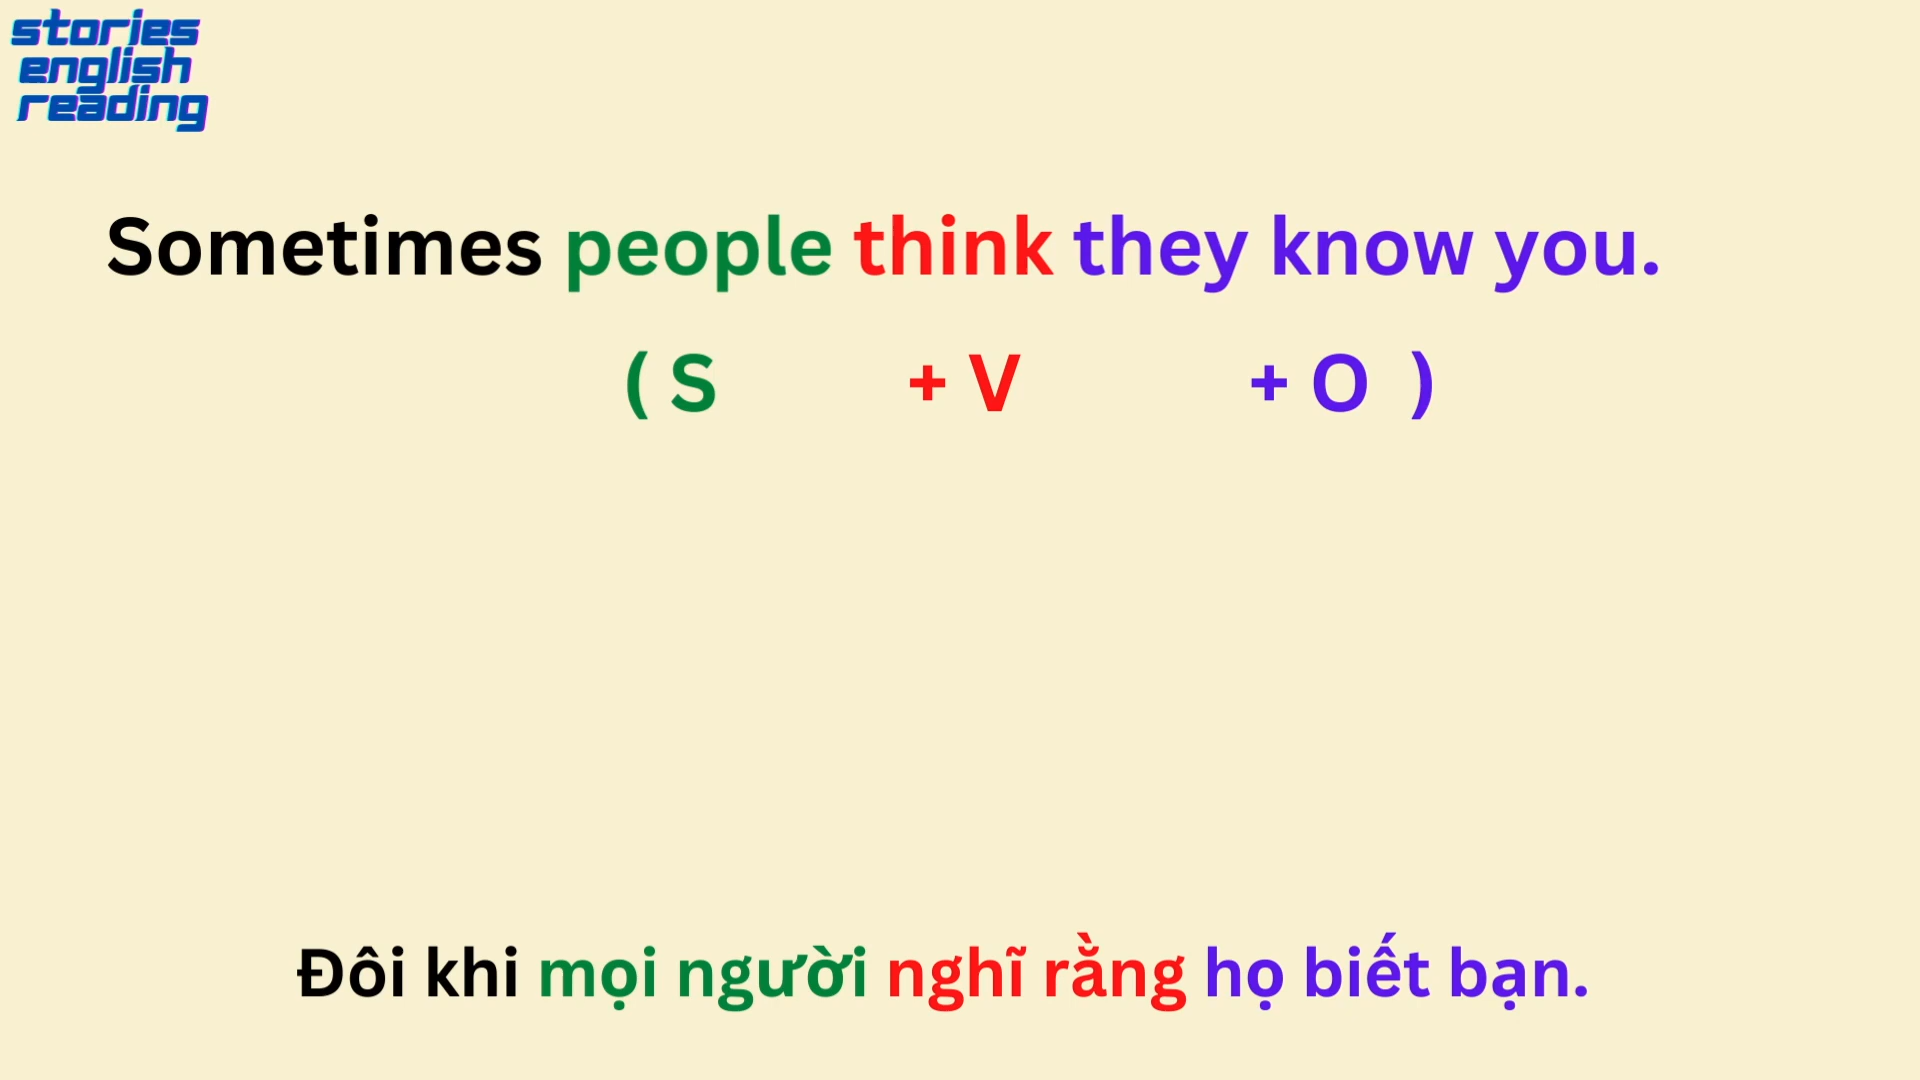 stories
english
reading
Sometimes people think they know you.
( S + V + O )
Đôi khi mọi người nghĩ rằng họ biết bạn.